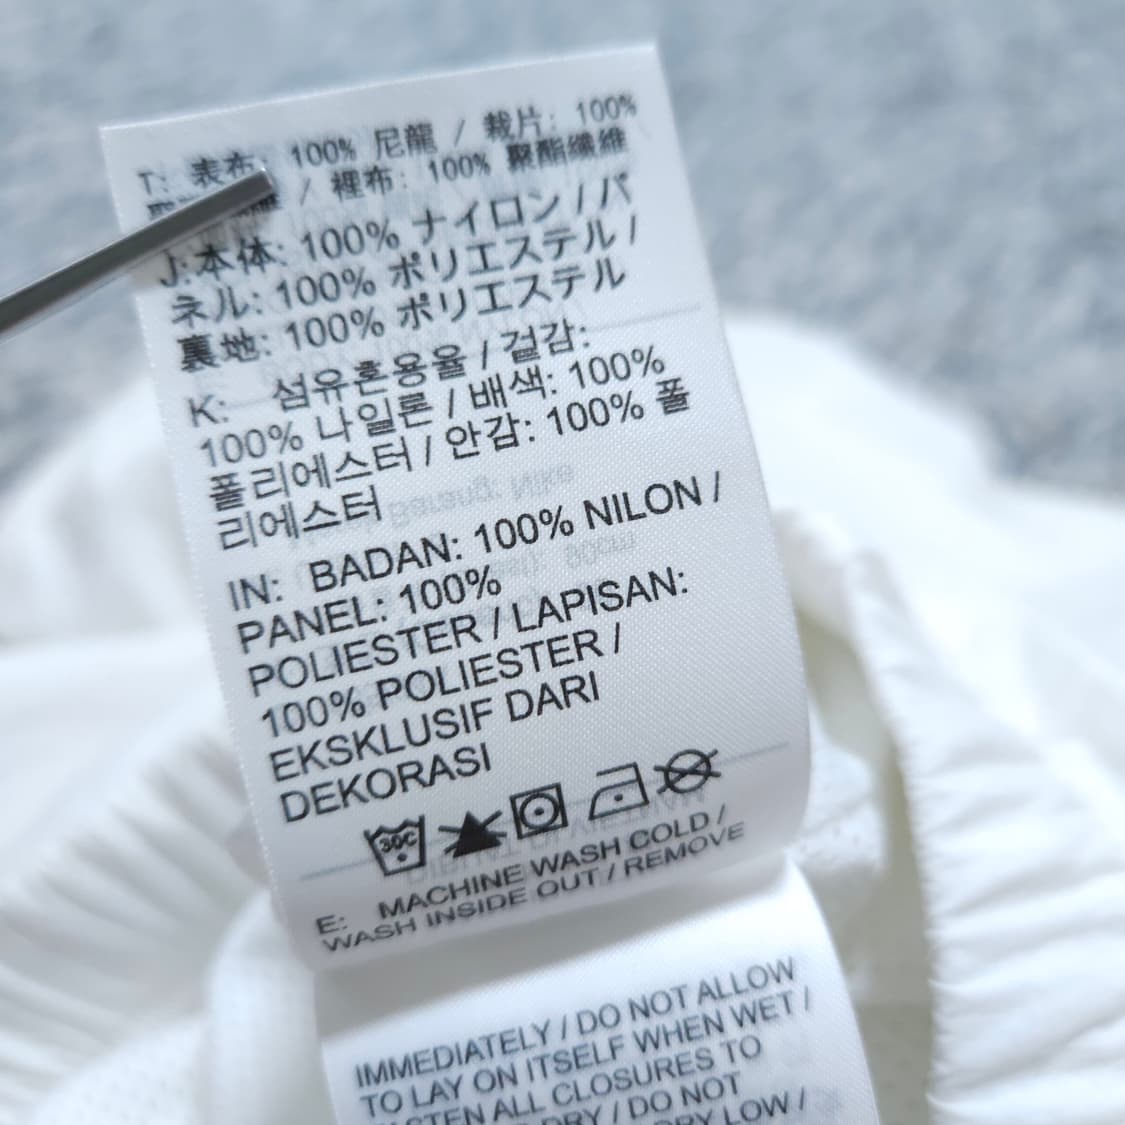 T: 表布: 100% 尼龍 / 裁片: 100%
/ 裡布: 100% 聚酯纖維
J:本体: 100% ナイロン / パ
ネル: 100% ポリエステル /
裏地: 100% ポリエステル
K: 섬유혼용율 / 겉감:
100% 나일론 / 배색: 100%
폴리에스터 / 안감: 100% 폴
리에스터
IN: BADAN: 100% NILON /
PANEL: 100%
POLIESTER / LAPISAN:
100% POLIESTER /
EKSKLUSIF DARI
DEKORASI
30C
E: MACHINE WASH COLD /
WASH INSIDE OUT / REMOVE
IMMEDIATELY / DO NOT ALLOW
TO LAY ON ITSELF WHEN WET /
ALL CLOSURES TO
DRY / DO NOT
DRY LOW /